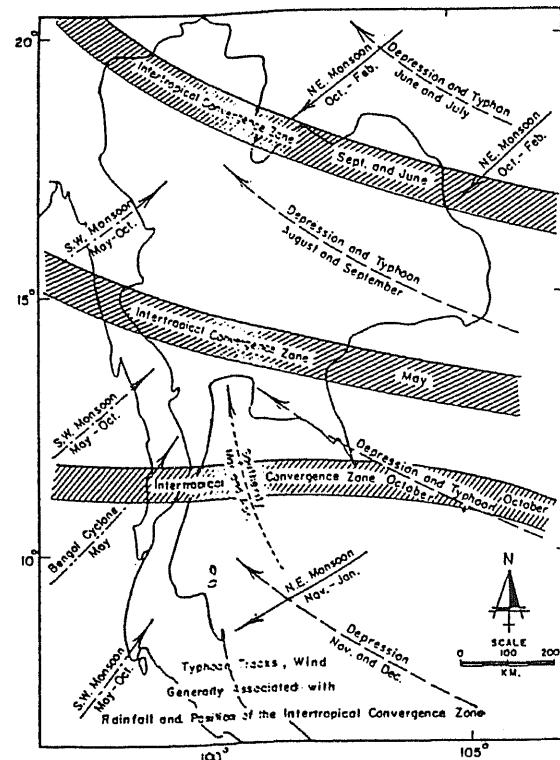 20°
15°
10°
100°
105°
Intertropical Convergence Zone
Sept. and June
N.E. Monsoon
Oct.- Feb.
Depression and Typhan
June and July
N.E. Monsoon
Oct.- Feb.
S.W. Monsoon
May-Oct.
Depression and Typhoon
August and September
Intertropical Convergence Zone
May
S.W. Monsoon
May-Oct.
Depression and Typhoon
October
Intertropical Convergence Zone
October
Bengal Cyclone
May
N.E. Monsoon
Nov.-Jan.
Depression
Nov. and Dec.
S.W. Monsoon
May-Oct.
N
SCALE
0 100 200
KM.
Typhoon Tracks, Wind
Generally Associated with
Rainfall and Position of the Intertropical Convergence Zone